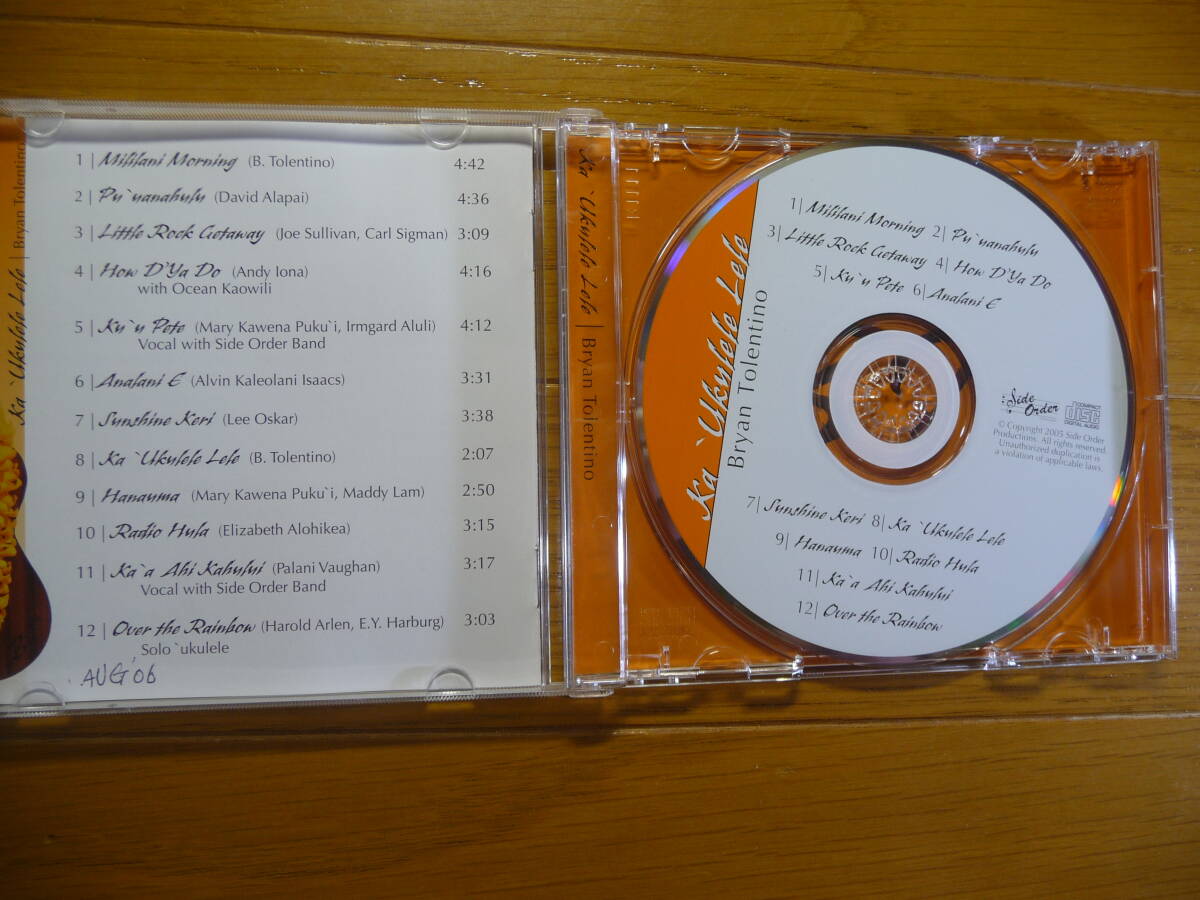 Ka `Ukulele Lele | Bryan Tolentino
1 | Mililani Morning (B. Tolentino) 4:42
2 | Pu`uanahulu (David Alapai) 4:36
3 | Little Rock Getaway (Joe Sullivan, Carl Sigman) 3:09
4 | How D'Ya Do (Andy Iona) 4:16
with Ocean Kaowili
5 | Ku`u Pete (Mary Kawena Puku`i, Irmgard Aluli) 4:12
Vocal with Side Order Band
6 | Analani E (Alvin Kaleolani Isaacs) 3:31
7 | Sunshine Keri (Lee Oskar) 3:38
8 | Ka `Ukulele Lele (B. Tolentino) 2:07
9 | Hanauma (Mary Kawena Puku`i, Maddy Lam) 2:50
10 | Radio Hula (Elizabeth Alohikea) 3:15
11 | Ka`a Ahi Kahului (Palani Vaughan) 3:17
Vocal with Side Order Band
12 | Over the Rainbow (Harold Arlen, E.Y. Harburg) 3:03
Solo `ukulele
AUG'06
Ka `Ukulele Lele | Bryan Tolentino
Ka `Ukulele Lele
Bryan Tolentino
1| Mililani Morning 2| Pu`uanahulu
3| Little Rock Getaway 4| How D'Ya Do
5| Ku`u Pete 6| Analani E
Side Order
COMPACT
disc
DIGITAL AUDIO
© Copyright 2005 Side Order
Productions. All rights reserved.
Unauthorized duplication is
a violation of applicable laws.
7| Sunshine Keri 8| Ka `Ukulele Lele
9| Hanauma 10| Radio Hula
11| Ka`a Ahi Kahului
12| Over the Rainbow